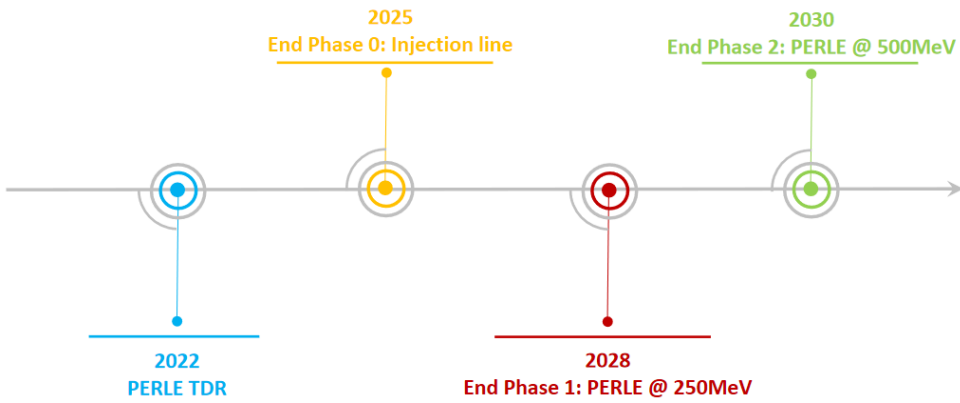 2025
End Phase 0: Injection line
2030
End Phase 2: PERLE @ 500MeV
2022
PERLE TDR
2028
End Phase 1: PERLE @ 250MeV